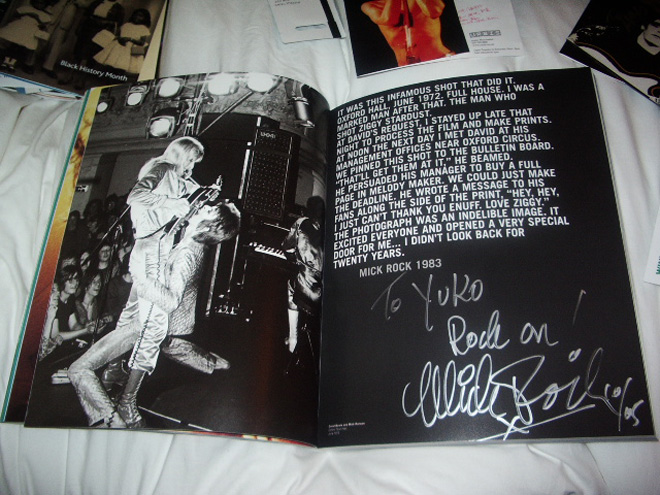 Black History Month
IT WAS THIS INFAMOUS SHOT THAT DID IT.
OXFORD TOWN HALL JUNE 1972. FULL HOUSE. I WAS A
MARKED MAN AFTER THAT. THE MAN WHO
SHOT ZIGGY STARDUST.
AT DAVID'S REQUEST, I STAYED UP LATE THAT
NIGHT TO PROCESS THE FILM AND MAKE PRINTS.
AT NOON THE NEXT DAY I MET DAVID AT HIS
MANAGEMENT OFFICES NEAR OXFORD CIRCUS.
WE PINNED THIS SHOT TO THE BULLETIN BOARD.
"THAT'LL GET THEM AT IT," HE BEAMED.
HE PERSUADED HIS MANAGER TO BUY A FULL
PAGE IN MELODY MAKER. WE COULD JUST MAKE
THE DEADLINE. HE WROTE A MESSAGE TO HIS
FANS ALONG THE SIDE OF THE PRINT, "HEY, HEY,
I JUST CAN'T THANK YOU ENUFF. LOVE ZIGGY."
THE PHOTOGRAPH WAS AN INDELIBLE IMAGE. IT
EXCITED EVERYONE AND OPENED A VERY SPECIAL
DOOR FOR ME... I DIDN'T LOOK BACK FOR
TWENTY YEARS.
MICK ROCK 1983
To Yuko
Rock on!
Mick Rock
10/05